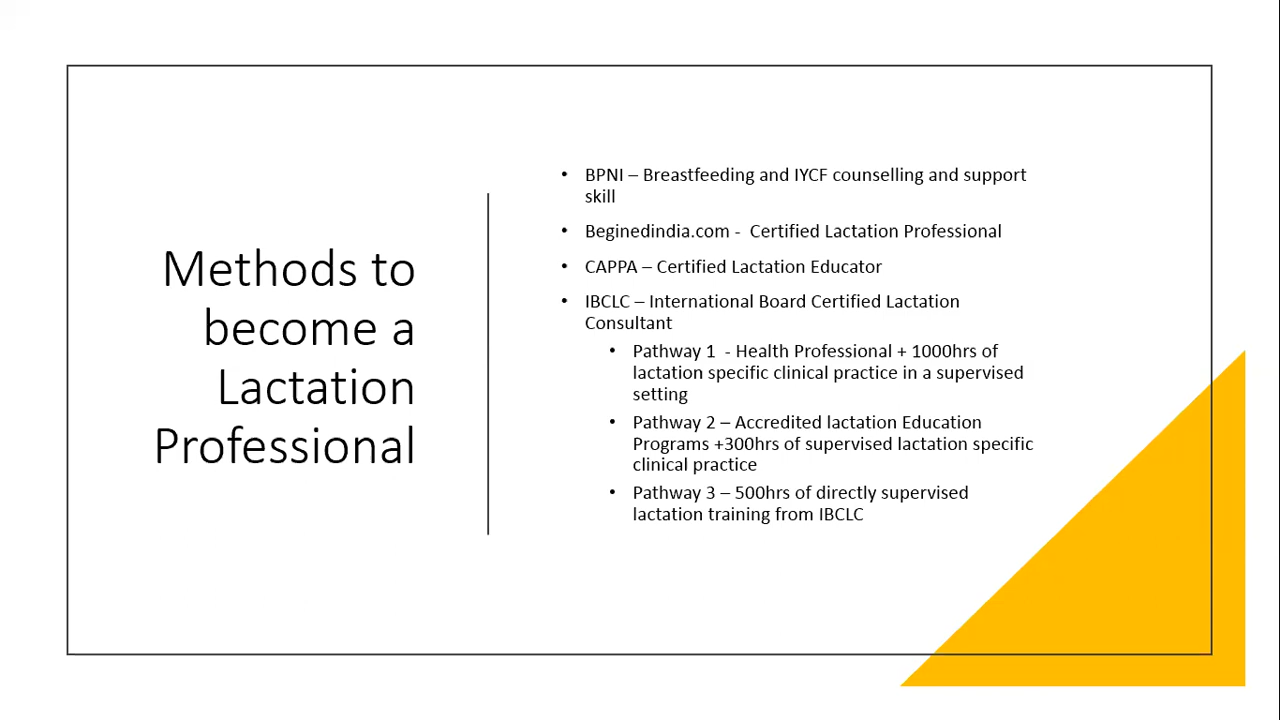 Methods to
become a
Lactation
Professional
• BPNI – Breastfeeding and IYCF counselling and support
skill
• Beginedindia.com - Certified Lactation Professional
• CAPPA – Certified Lactation Educator
• IBCLC – International Board Certified Lactation
Consultant
• Pathway 1 - Health Professional + 1000hrs of
lactation specific clinical practice in a supervised
setting
• Pathway 2 – Accredited lactation Education
Programs +300hrs of supervised lactation specific
clinical practice
• Pathway 3 – 500hrs of directly supervised
lactation training from IBCLC